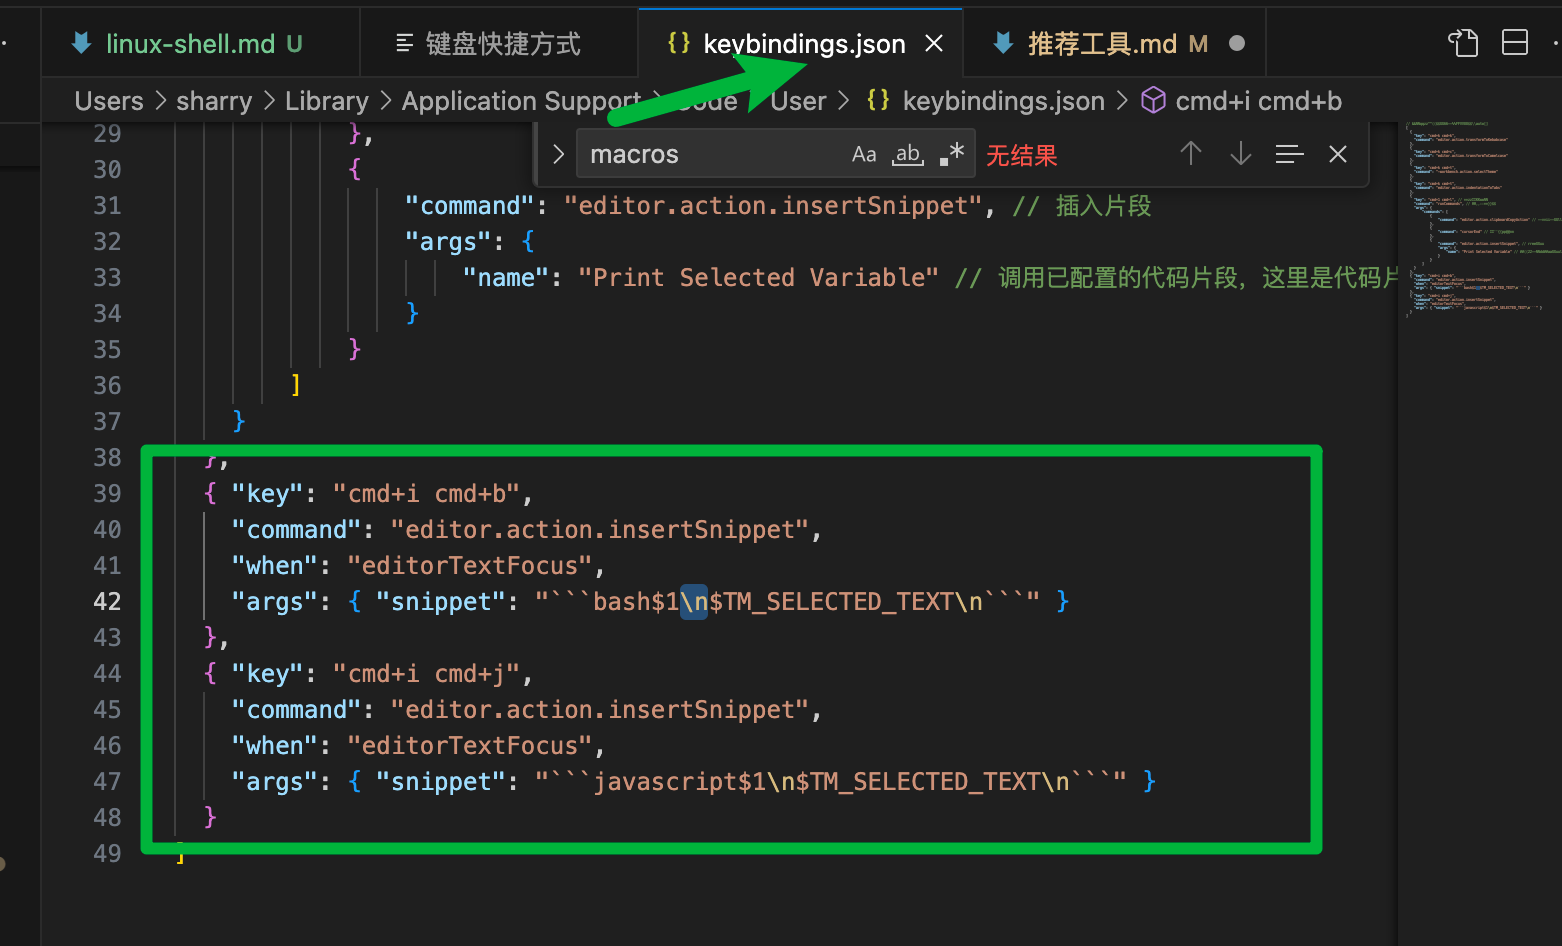 linux-shell.md U
键盘快捷方式
{} keybindings.json
推荐工具.md M
Users > sharry > Library > Application Support > Code > User > {} keybindings.json > cmd+i cmd+b
macros
Aa ab .* 无结果
29 },
30 {
31 "command": "editor.action.insertSnippet", // 插入片段
32 "args": {
33 "name": "Print Selected Variable" // 调用已配置的代码片段，这里是代码片
34 }
35 }
36 ]
37 }
38 },
39 { "key": "cmd+i cmd+b",
40 "command": "editor.action.insertSnippet",
41 "when": "editorTextFocus",
42 "args": { "snippet": "```bash$1\n$TM_SELECTED_TEXT\n```" }
43 },
44 { "key": "cmd+i cmd+j",
45 "command": "editor.action.insertSnippet",
46 "when": "editorTextFocus",
47 "args": { "snippet": "```javascript$1\n$TM_SELECTED_TEXT\n```" }
48 }
49 ]